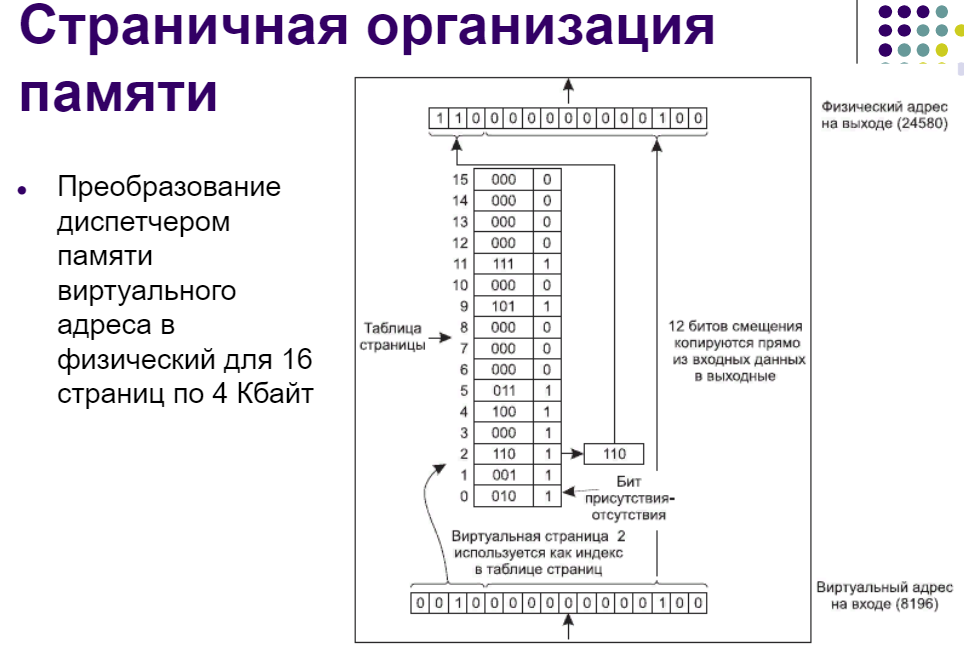 Страничная организация
памяти
• Преобразование
диспетчером
памяти
виртуального
адреса в
физический для 16
страниц по 4 Кбайт
Физический адрес
на выходе (24580)
1 1 0 0 0 0 0 0 0 0 0 0 1 0 0
15 000 0
14 000 0
13 000 0
12 000 0
11 111 1
10 000 0
9 101 1
8 000 0
7 000 0
6 000 0
5 011 1
4 100 1
3 000 1
2 110 1
1 001 1
0 010 1
Таблица
страницы
12 битов смещения
копируются прямо
из входных данных
в выходные
110
Бит
присутствия-
отсутствия
Виртуальная страница 2
используется как индекс
в таблице страниц
0 0 1 0 0 0 0 0 0 0 0 0 0 1 0 0
Виртуальный адрес
на входе (8196)